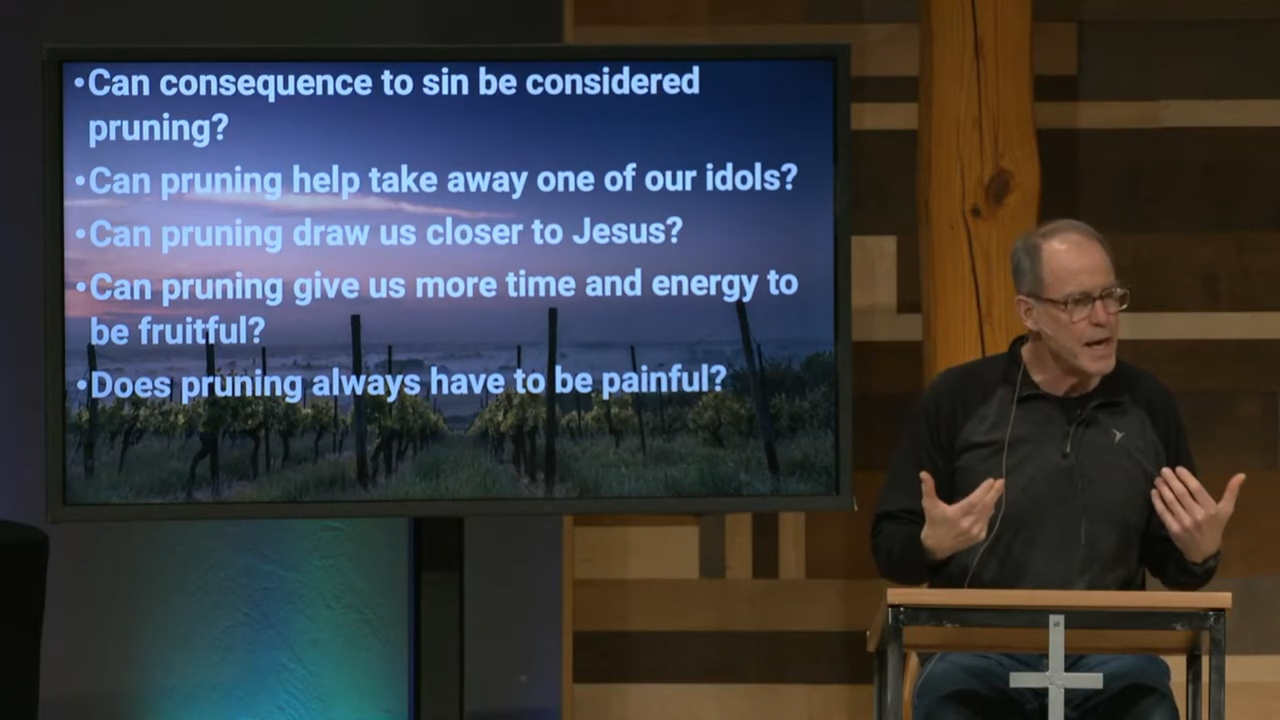 •Can consequence to sin be considered
pruning?
•Can pruning help take away one of our idols?
•Can pruning draw us closer to Jesus?
•Can pruning give us more time and energy to
be fruitful?
•Does pruning always have to be painful?